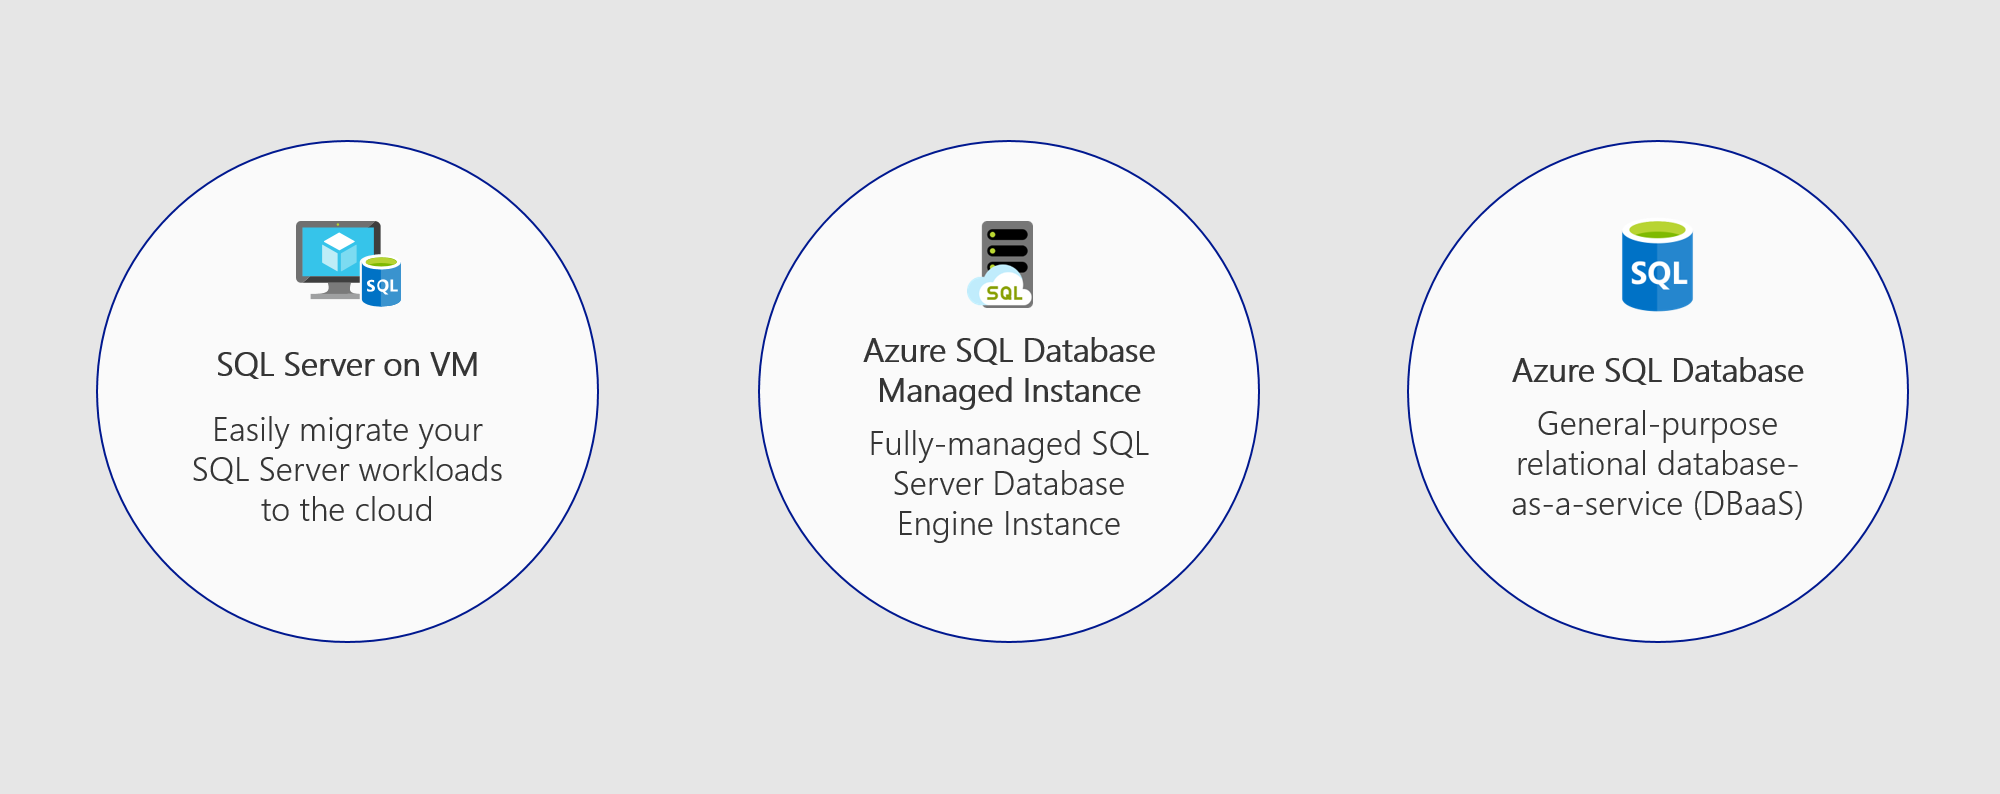 SQL
SQL Server on VM
Easily migrate your
SQL Server workloads
to the cloud
SQL
Azure SQL Database
Managed Instance
Fully-managed SQL
Server Database
Engine Instance
SQL
Azure SQL Database
General-purpose
relational database-
as-a-service (DBaaS)